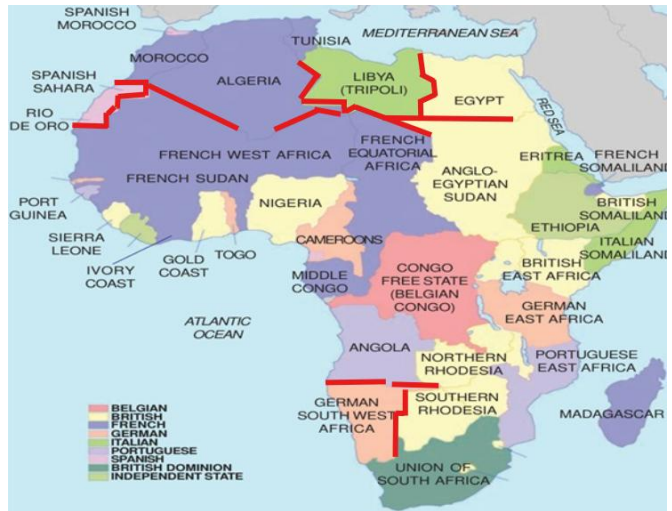 SPANISH
MOROCCO
MEDITERRANEAN SEA
TUNISIA
MOROCCO
SPANISH
SAHARA
ALGERIA
LIBYA
(TRIPOLI)
EGYPT
RIO
DE ORO
RED SEA
FRENCH WEST AFRICA
FRENCH
EQUATORIAL
AFRICA
FRENCH SUDAN
ANGLO-
EGYPTIAN
SUDAN
ERITREA
FRENCH
SOMALILAND
PORT
GUINEA
NIGERIA
BRITISH
SOMALILAND
ETHIOPIA
SIERRA
LEONE
CAMEROONS
ITALIAN
SOMALILAND
IVORY
COAST
GOLD
COAST
TOGO
MIDDLE
CONGO
CONGO
FREE STATE
(BELGIAN
CONGO)
BRITISH
EAST AFRICA
GERMAN
EAST AFRICA
ATLANTIC
OCEAN
ANGOLA
NORTHERN
RHODESIA
PORTUGUESE
EAST AFRICA
GERMAN
SOUTH WEST
AFRICA
SOUTHERN
RHODESIA
MADAGASCAR
UNION OF
SOUTH AFRICA
BELGIAN
BRITISH
FRENCH
GERMAN
ITALIAN
PORTUGUESE
SPANISH
BRITISH DOMINION
INDEPENDENT STATE